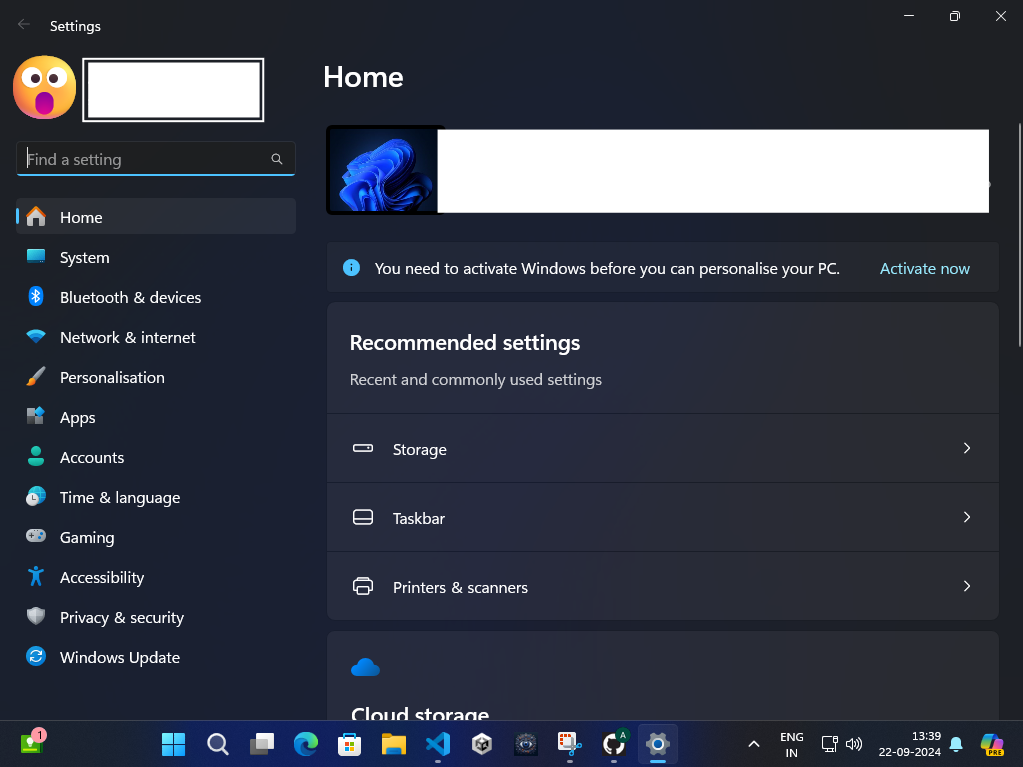 Settings
Find a setting
Home
System
Bluetooth & devices
Network & internet
Personalisation
Apps
Accounts
Time & language
Gaming
Accessibility
Privacy & security
Windows Update
Home
You need to activate Windows before you can personalise your PC. Activate now
Recommended settings
Recent and commonly used settings
Storage
Taskbar
Printers & scanners
Cloud storage
1
A
ENG
IN
13:39
22-09-2024
PRE